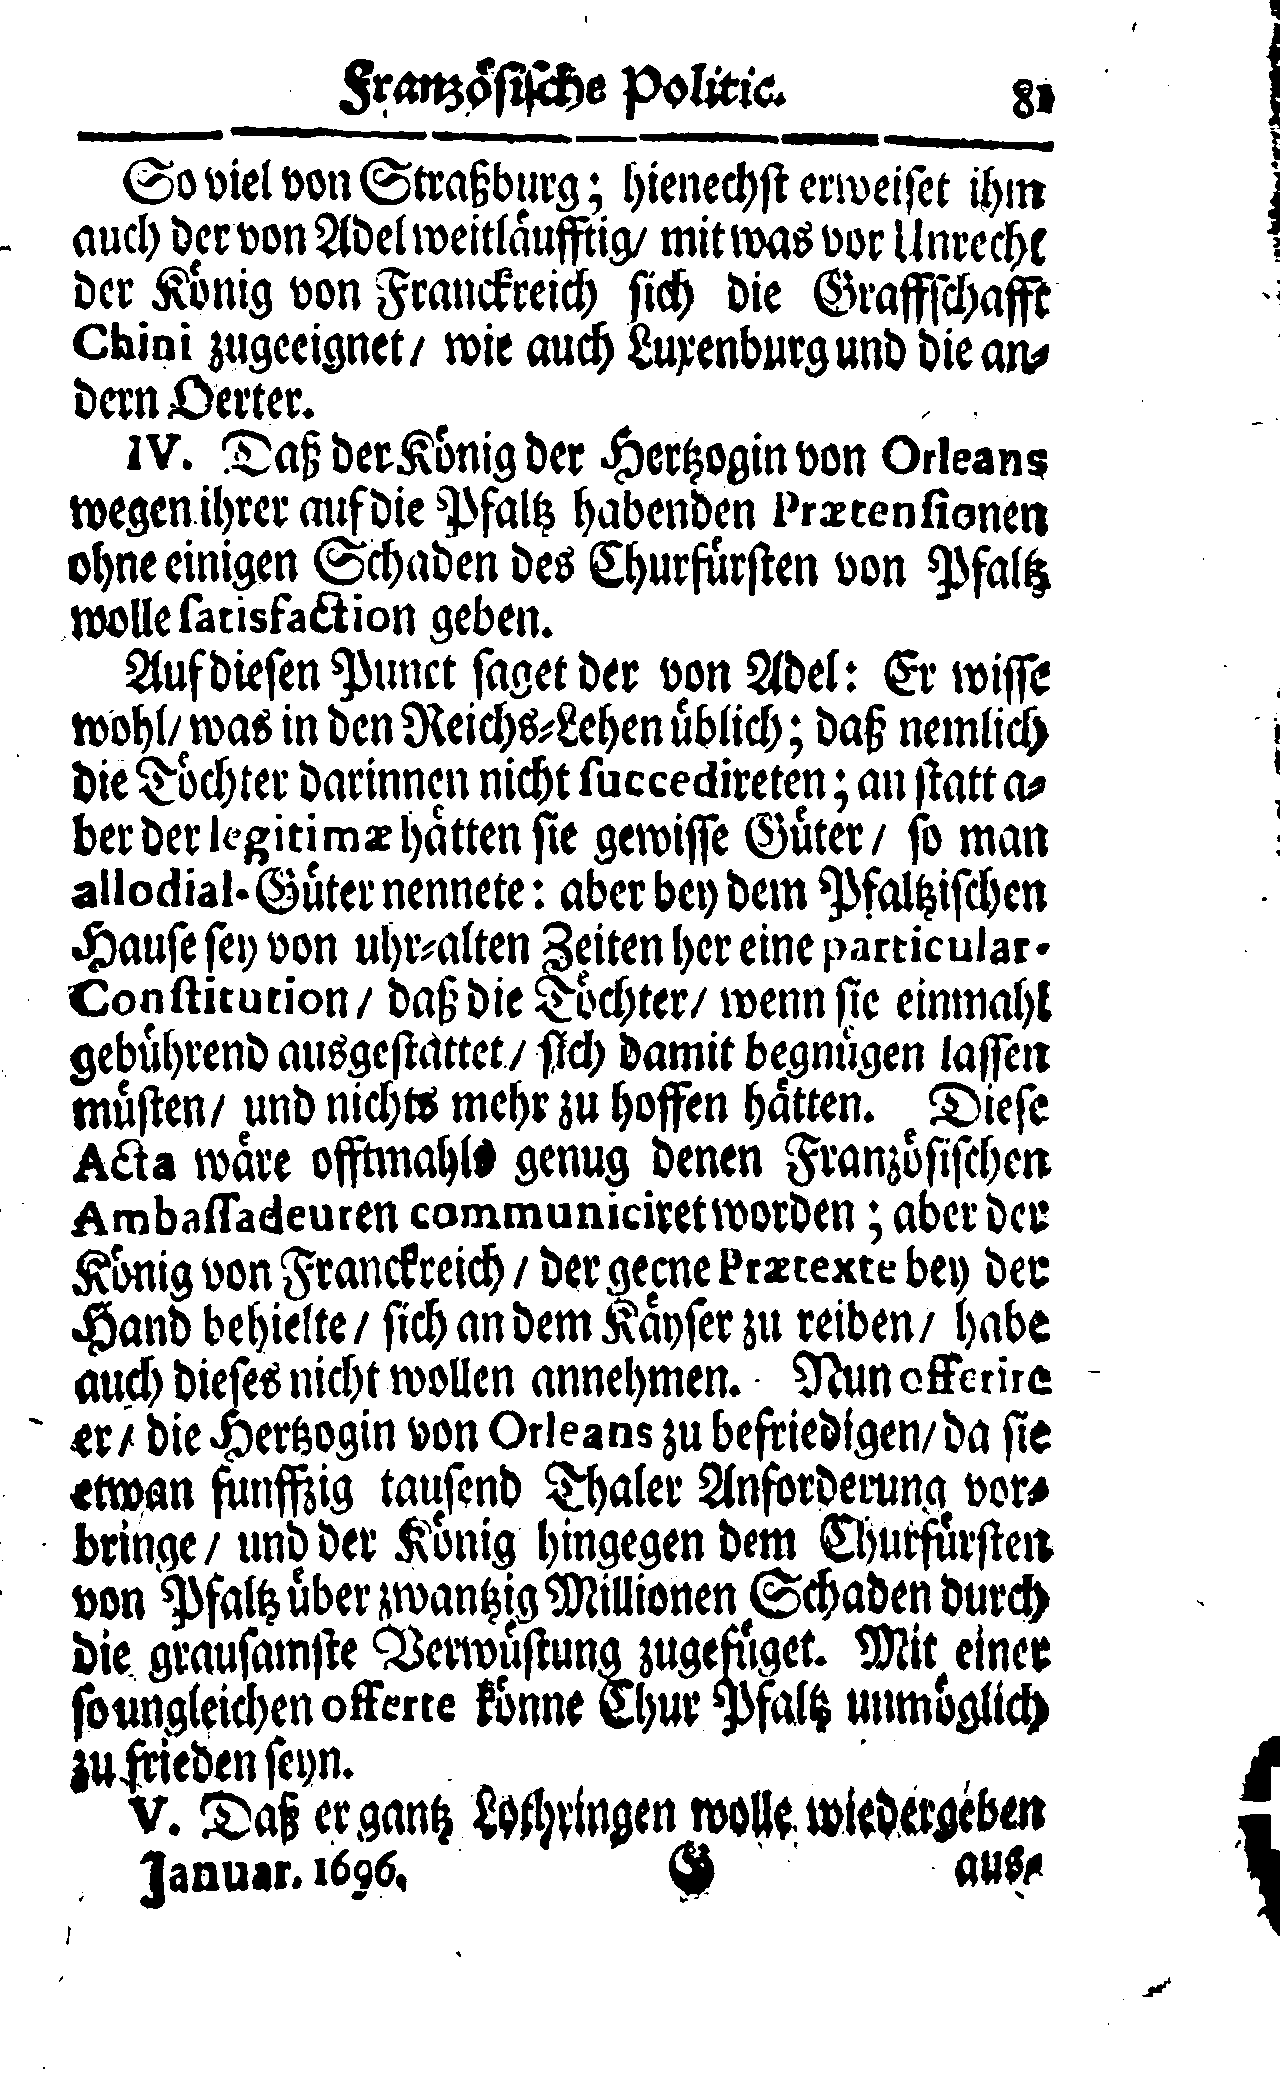 Französische Politic. 81
So viel von Straßburg; hienechst erweiset ihm
auch der von Adel weitläufftig/ mit was vor Unrecht
der König von Franckreich sich die Graffschafft
Chini zugeeignet/ wie auch Luxenburg und die an-
dern Oerter.
IV. Daß der König der Hertzogin von Orleans
wegen ihrer auf die Pfaltz habenden Prætensionen
ohne einigen Schaden des Churfürsten von Pfaltz
wolle satisfaction geben.
Auf diesen Punct saget der von Adel: Er wisse
wohl/ was in den Reichs-Lehen üblich; daß nemlich
die Töchter darinnen nicht succedireten; an statt a-
ber der legitimæ hätten sie gewisse Güter/ so man
allodial-Güter nennete: aber bey dem Pfaltzischen
Hause sey von uhr-alten Zeiten her eine particular-
Constitution/ daß die Töchter/ wenn sie einmahl
gebührend ausgestattet/ sich damit begnügen lassen
müsten/ und nichts mehr zu hoffen hätten. Diese
Acta wäre offtmahls genug denen Französischen
Ambassadeuren communiciret worden; aber der
König von Franckreich/ der gerne Prætexte bey der
Hand behielte/ sich an dem Käyser zu reiben/ habe
auch dieses nicht wollen annehmen. Nun offerire
er/ die Hertzogin von Orleans zu befriedigen/ da sie
etwan funffzig tausend Thaler Anforderung vor-
bringe/ und der König hingegen dem Churfürsten
von Pfaltz über zwantzig Millionen Schaden durch
die grausamste Verwüstung zugefüget. Mit einer
so ungleichen offerte könne Chur Pfaltz unmöglich
zu frieden seyn.
V. Daß er gantz Lothringen wolle wiedergeben
Januar. 1696. G aus-